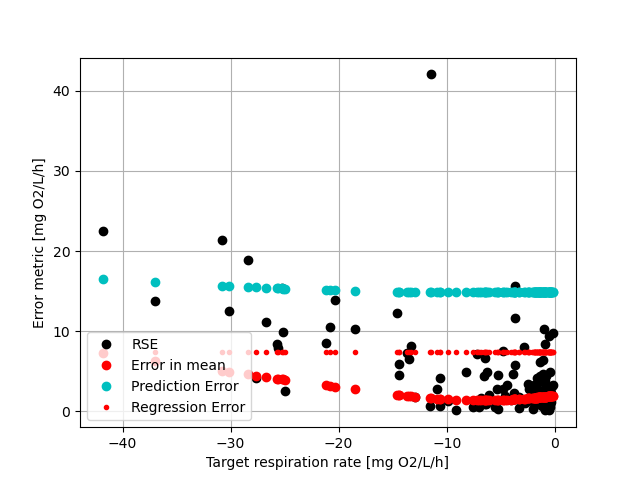 40
30
20
10
0
Error metric [mg O2/L/h]
RSE
Error in mean
Prediction Error
Regression Error
−40 −30 −20 −10 0
Target respiration rate [mg O2/L/h]